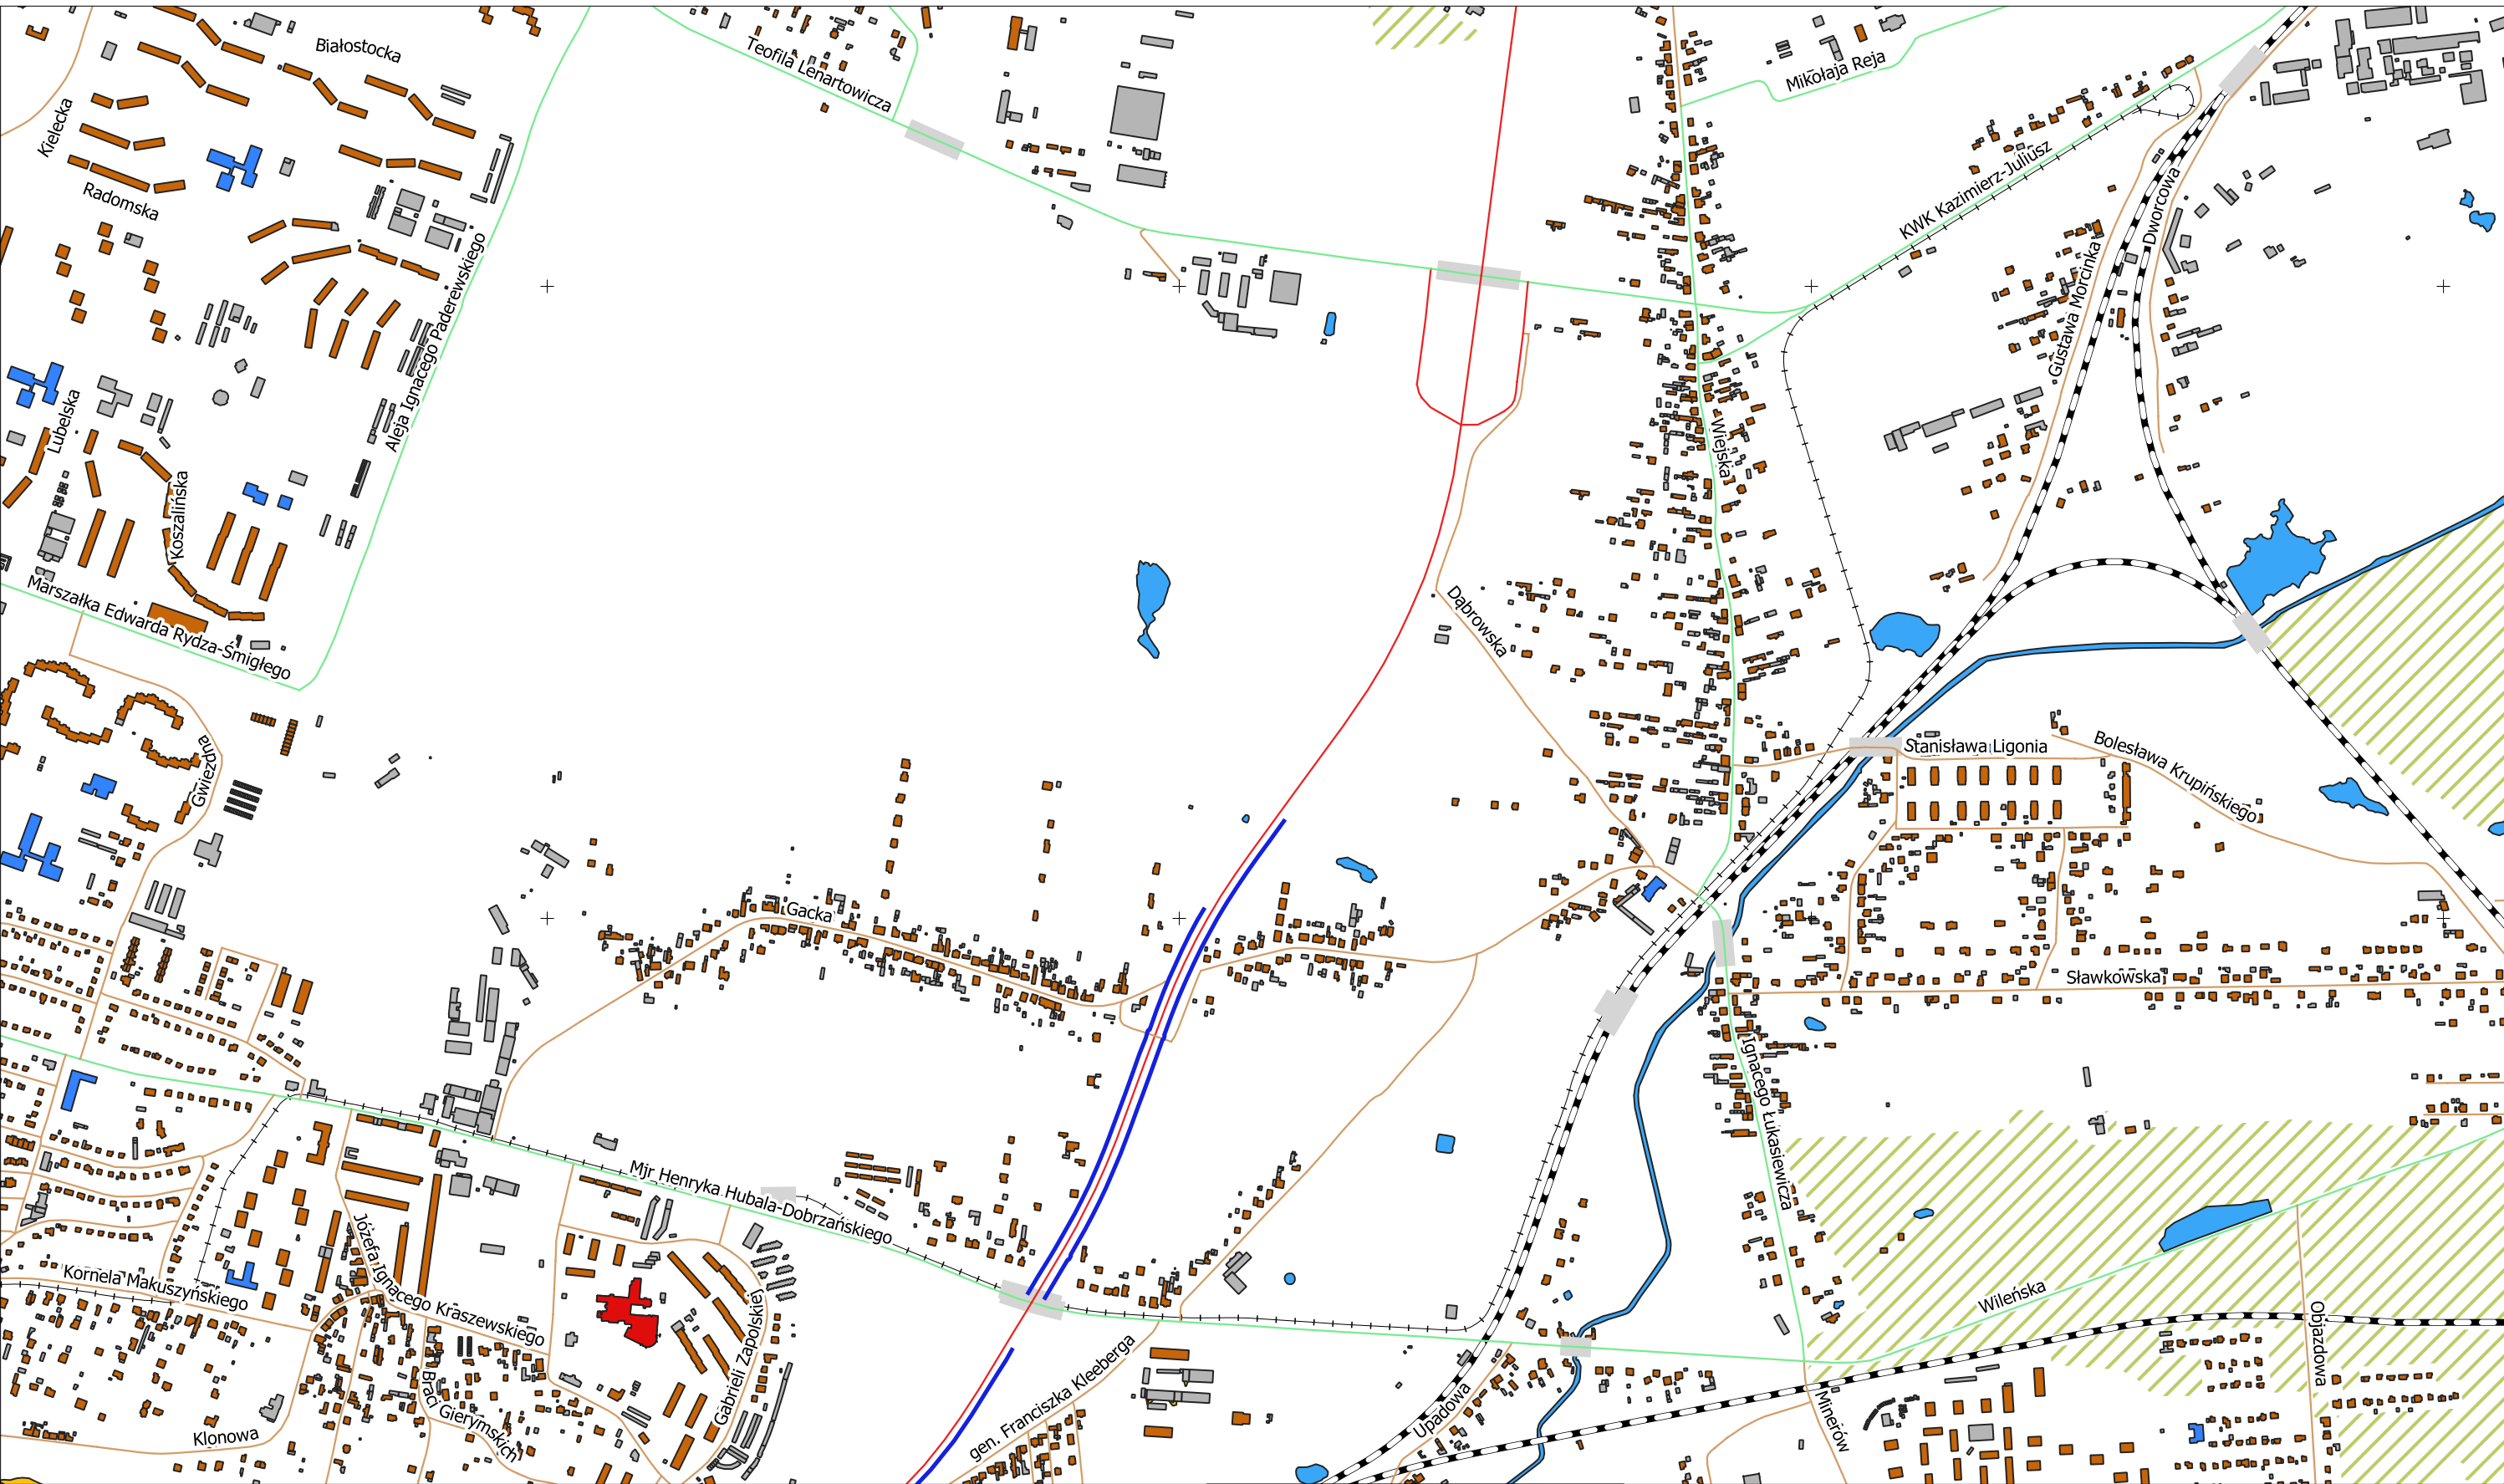 Białostocka
Teofila Lenartowicza
Mikołaja Reja
Kielecka
Radomska
KWK Kazimierz-Juliusz
Dworcowa
Gustawa Morcinka
Aleja Ignacego Paderewskiego
Lubelska
Wiejska
Koszalińska
Marszałka Edwarda Rydza-Śmigłego
Dąbrowska
Gwiezdna
Stanisława Ligonia
Bolesława Krupińskiego
Gacka
Sławkowska
Ignacego Łukasiewicza
Mjr Henryka Hubala-Dobrzańskiego
Józefa Ignacego Kraszewskiego
Kornela Makuszyńskiego
Wileńska
Objazdowa
Gabrieli Zapolskiej
gen. Franciszka Kleeberga
Upadowa
Minerów
Braci Gierymskich
Klonowa